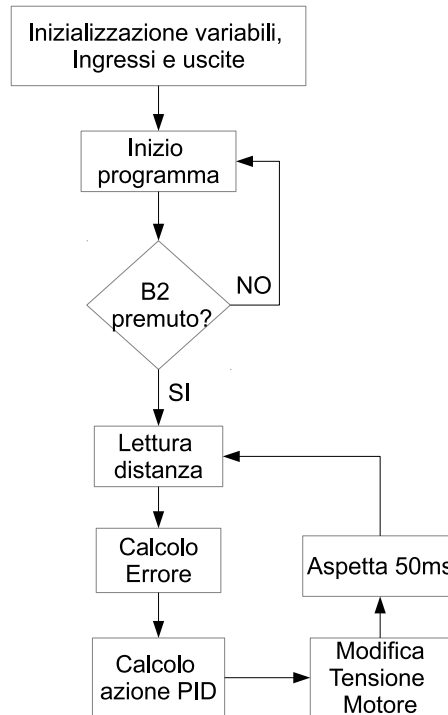 Inizializzazione variabili,
Ingressi e uscite
Inizio
programma
B2
premuto?
NO
SI
Lettura
distanza
Calcolo
Errore
Aspetta 50ms
Calcolo
azione PID
Modifica
Tensione
Motore